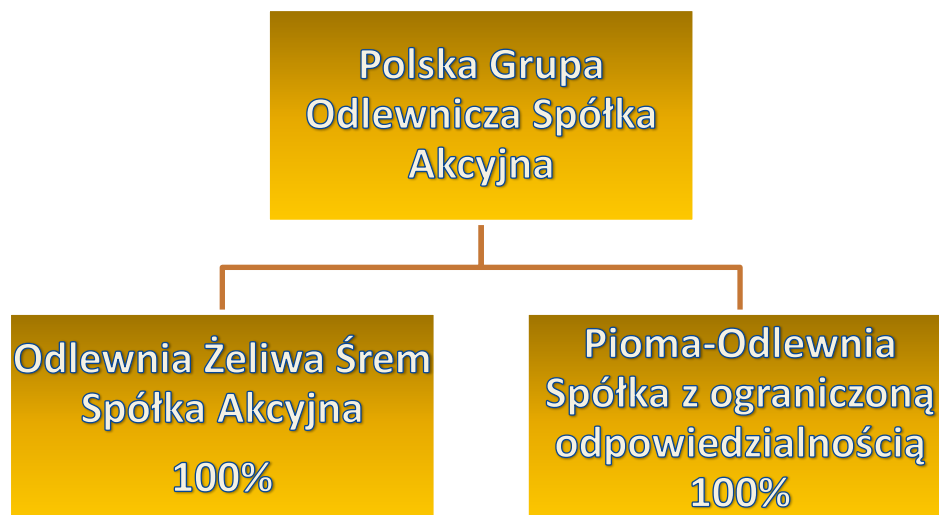 Polska Grupa
Odlewnicza Spółka
Akcyjna
Odlewnia Żeliwa Śrem
Spółka Akcyjna
100%
Pioma-Odlewnia
Spółka z ograniczoną
odpowiedzialnością
100%